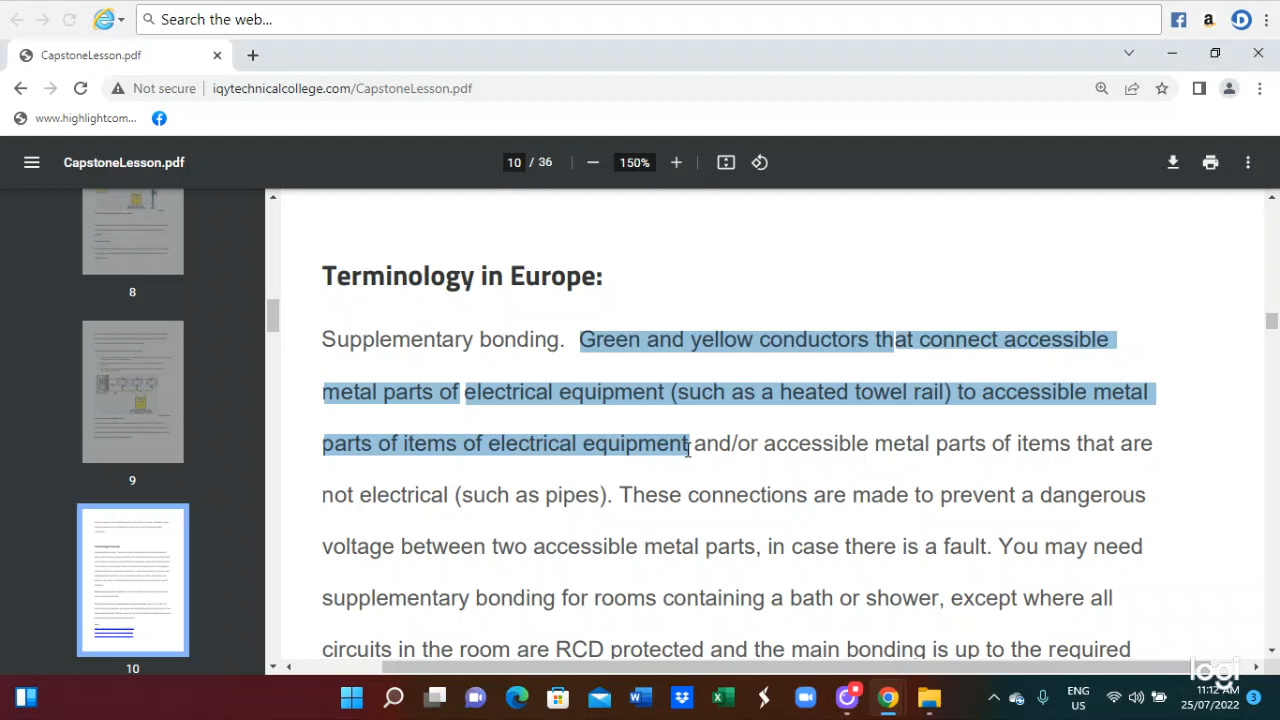 Search the web...
CapstoneLesson.pdf
Not secure iqytechnicalcollege.com/CapstoneLesson.pdf
www.highlightcom...
CapstoneLesson.pdf 10 / 36 150%
8
9
10
Terminology in Europe:
Supplementary bonding. Green and yellow conductors that connect accessible
metal parts of electrical equipment (such as a heated towel rail) to accessible metal
parts of items of electrical equipment and/or accessible metal parts of items that are
not electrical (such as pipes). These connections are made to prevent a dangerous
voltage between two accessible metal parts, in case there is a fault. You may need
supplementary bonding for rooms containing a bath or shower, except where all
circuits in the room are RCD protected and the main bonding is up to the required
logi
ENG
US
11:12 AM
25/07/2022
3